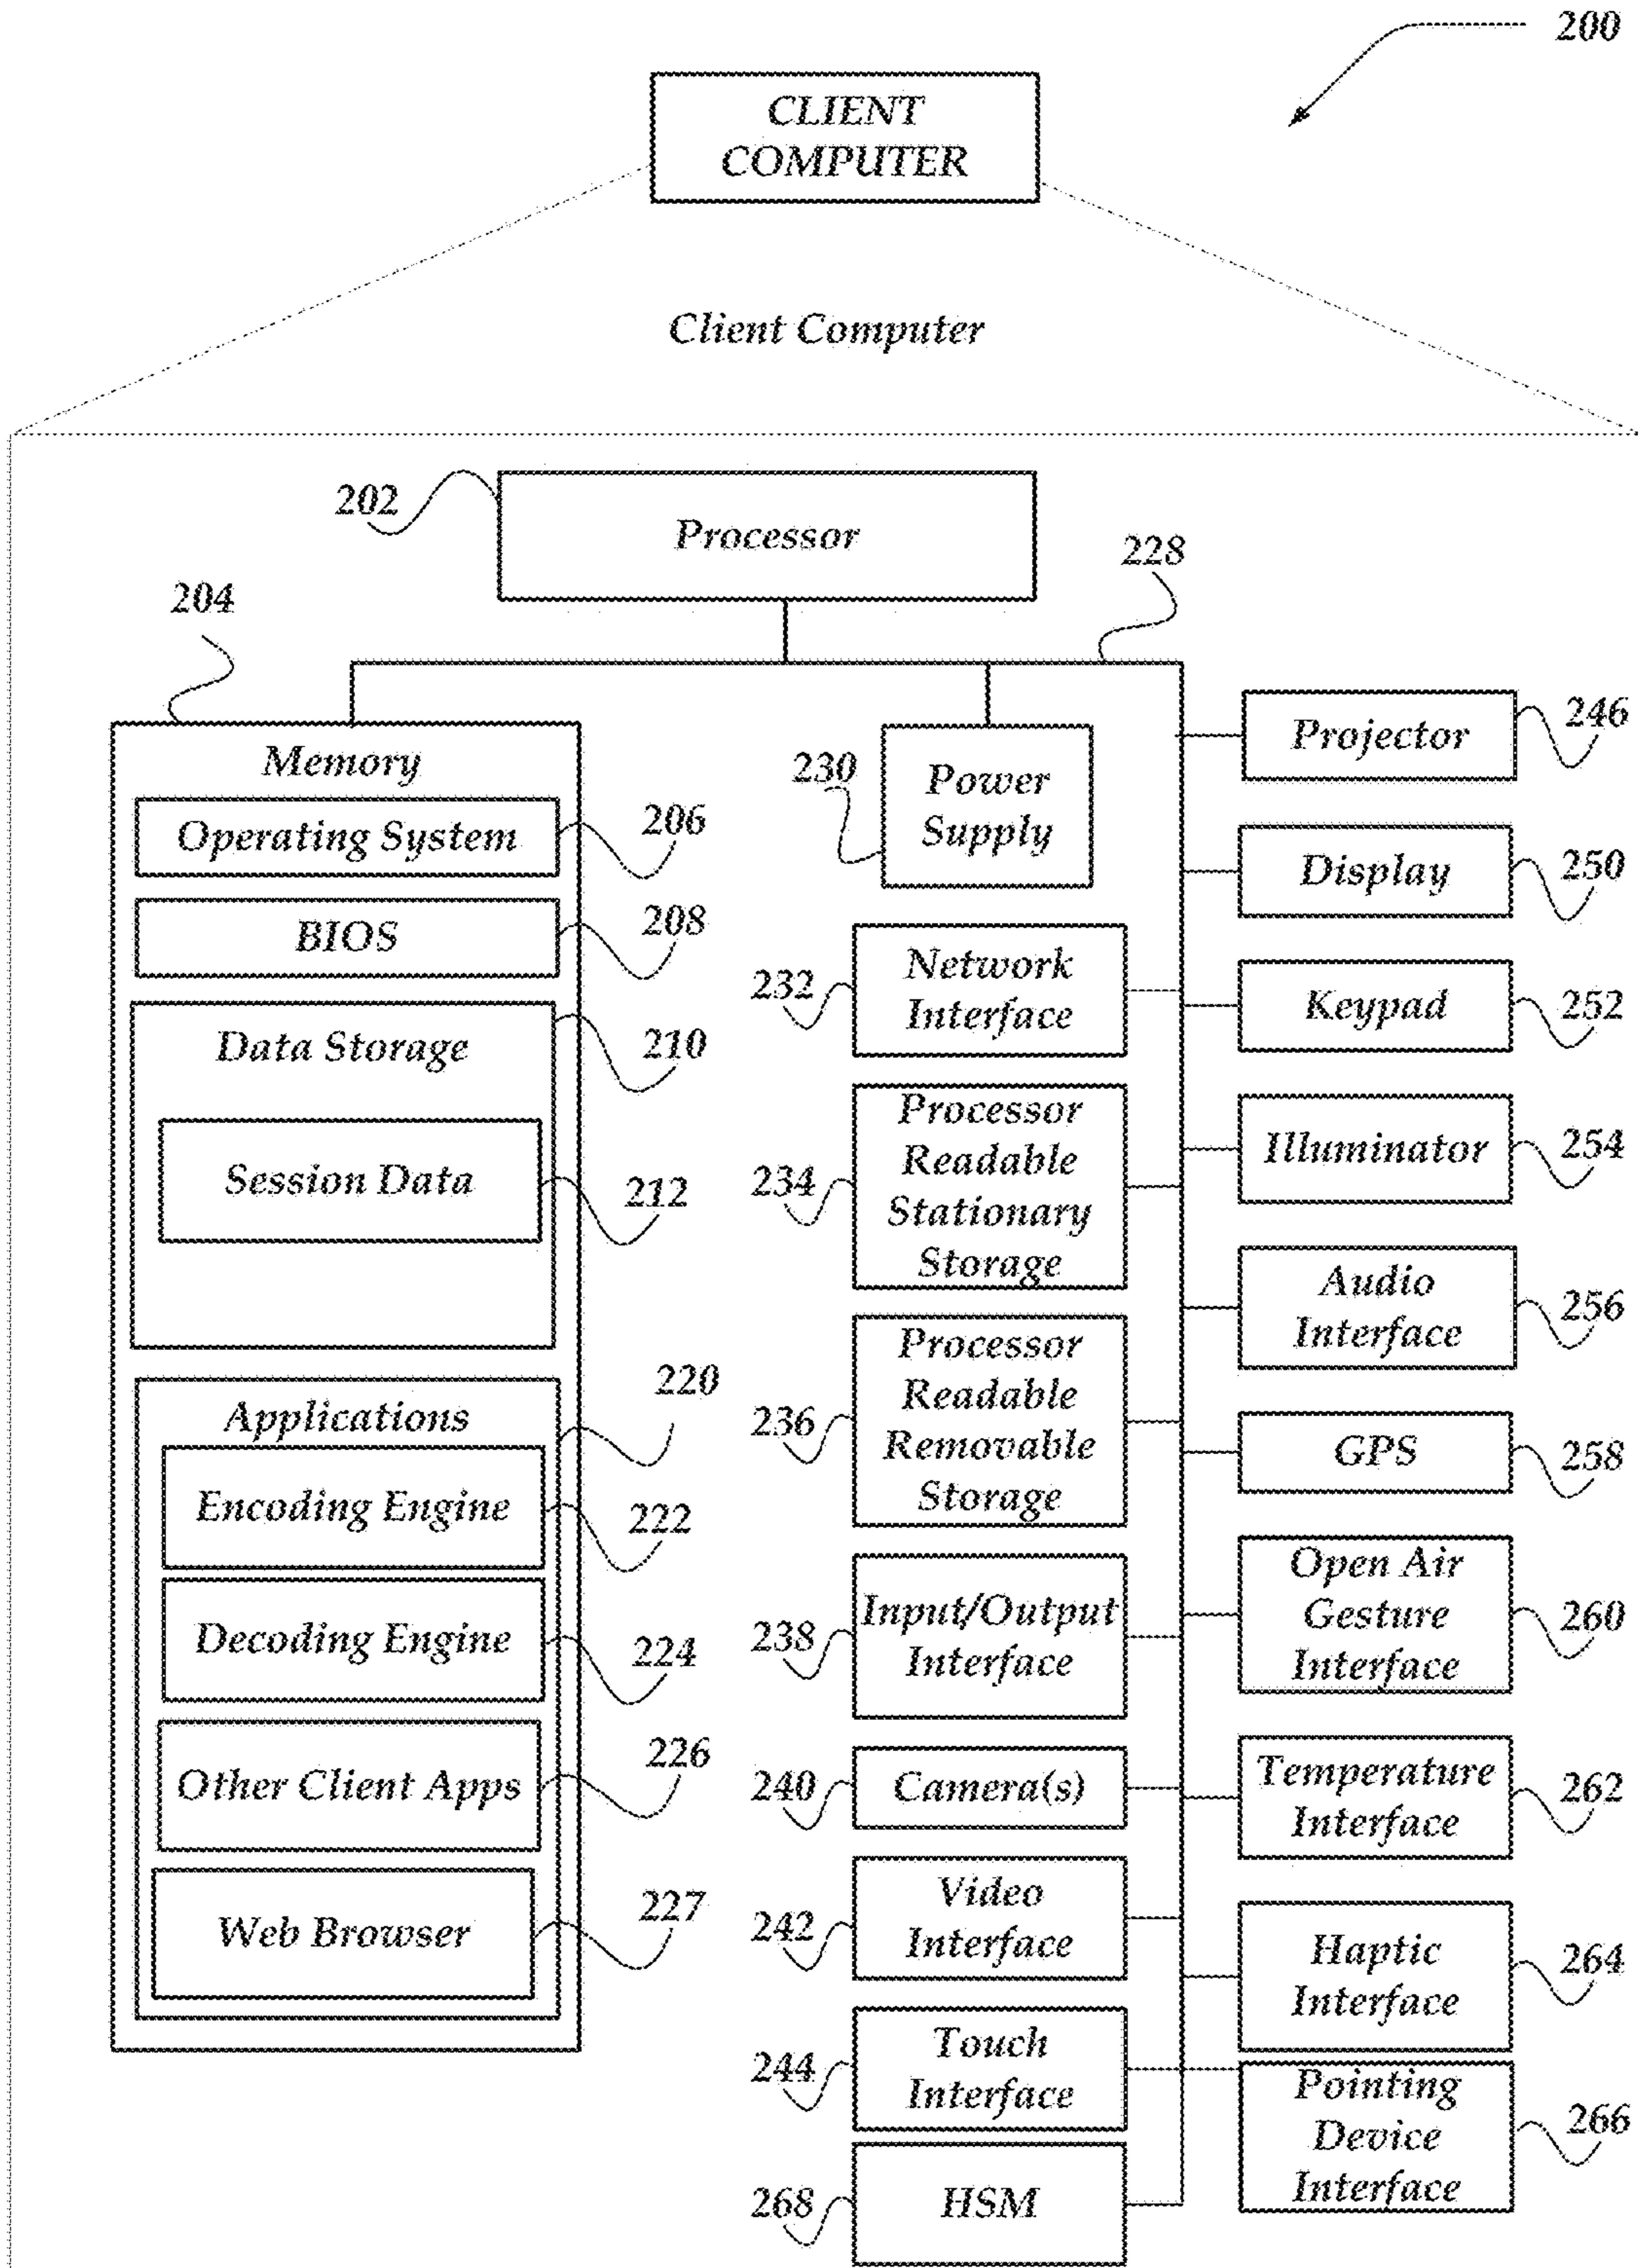 200
CLIENT
COMPUTER
Client Computer
202
Processor
228
204
Memory
Operating System
206
BIOS
208
Data Storage
210
Session Data
212
Applications
220
Encoding Engine
222
Decoding Engine
224
Other Client Apps
226
Web Browser
227
230
Power
Supply
232
Network
Interface
234
Processor
Readable
Stationary
Storage
236
Processor
Readable
Removable
Storage
238
Input/Output
Interface
240
Camera(s)
242
Video
Interface
244
Touch
Interface
268
HSM
Projector
246
Display
250
Keypad
252
Illuminator
254
Audio
Interface
256
GPS
258
Open Air
Gesture
Interface
260
Temperature
Interface
262
Haptic
Interface
264
Pointing
Device
Interface
266